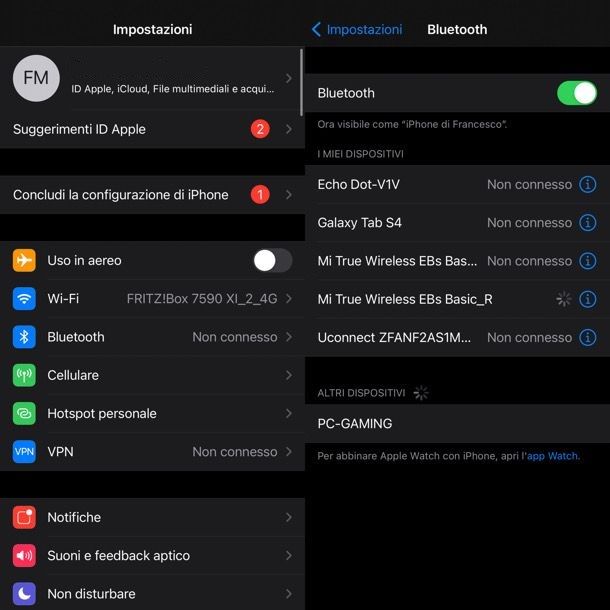 Impostazioni
FM
ID Apple, iCloud, File multimediali e acqui...
Suggerimenti ID Apple 2
Concludi la configurazione di iPhone 1
Uso in aereo
Wi-Fi FRITZ!Box 7590 XI_2_4G
Bluetooth Non connesso
Cellulare
Hotspot personale
VPN VPN Non connesso
Notifiche
Suoni e feedback aptico
Non disturbare
Impostazioni Bluetooth
Bluetooth
Ora visibile come “iPhone di Francesco”.
I MIEI DISPOSITIVI
Echo Dot-V1V Non connesso
Galaxy Tab S4 Non connesso
Mi True Wireless EBs Bas... Non connesso
Mi True Wireless EBs Basic_R
Uconnect ZFANF2AS1M... Non connesso
ALTRI DISPOSITIVI
PC-GAMING
Per abbinare Apple Watch con iPhone, apri l'app Watch.